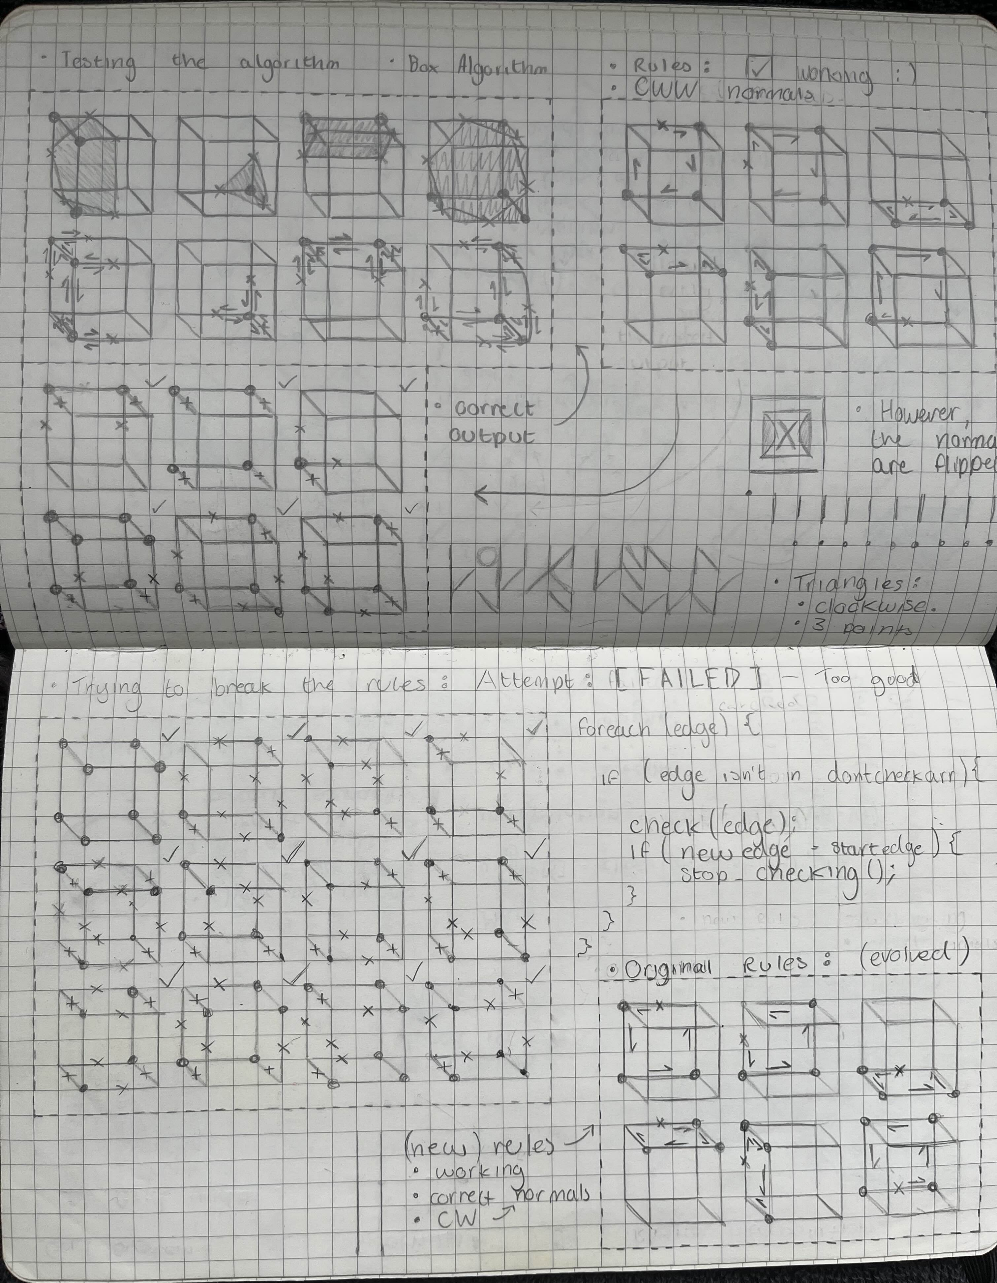 • Testing the algorithm • Box Algorithm
• Rules: ☑ working :)
• CWW normals
• correct
output
• However,
the norma
are flipped
• Triangles:
• clockwise.
• 3 points
• Trying to break the rules: Attempt: [FAILED] - Too good
foreach (edge) {
if (edge isn't in dontcheckarr) {
check(edge);
if (new edge = startedge) {
stop_checking();
}
}
}
• Original Rules: (evolved)
(new) rules
• working
• correct normals
• CW